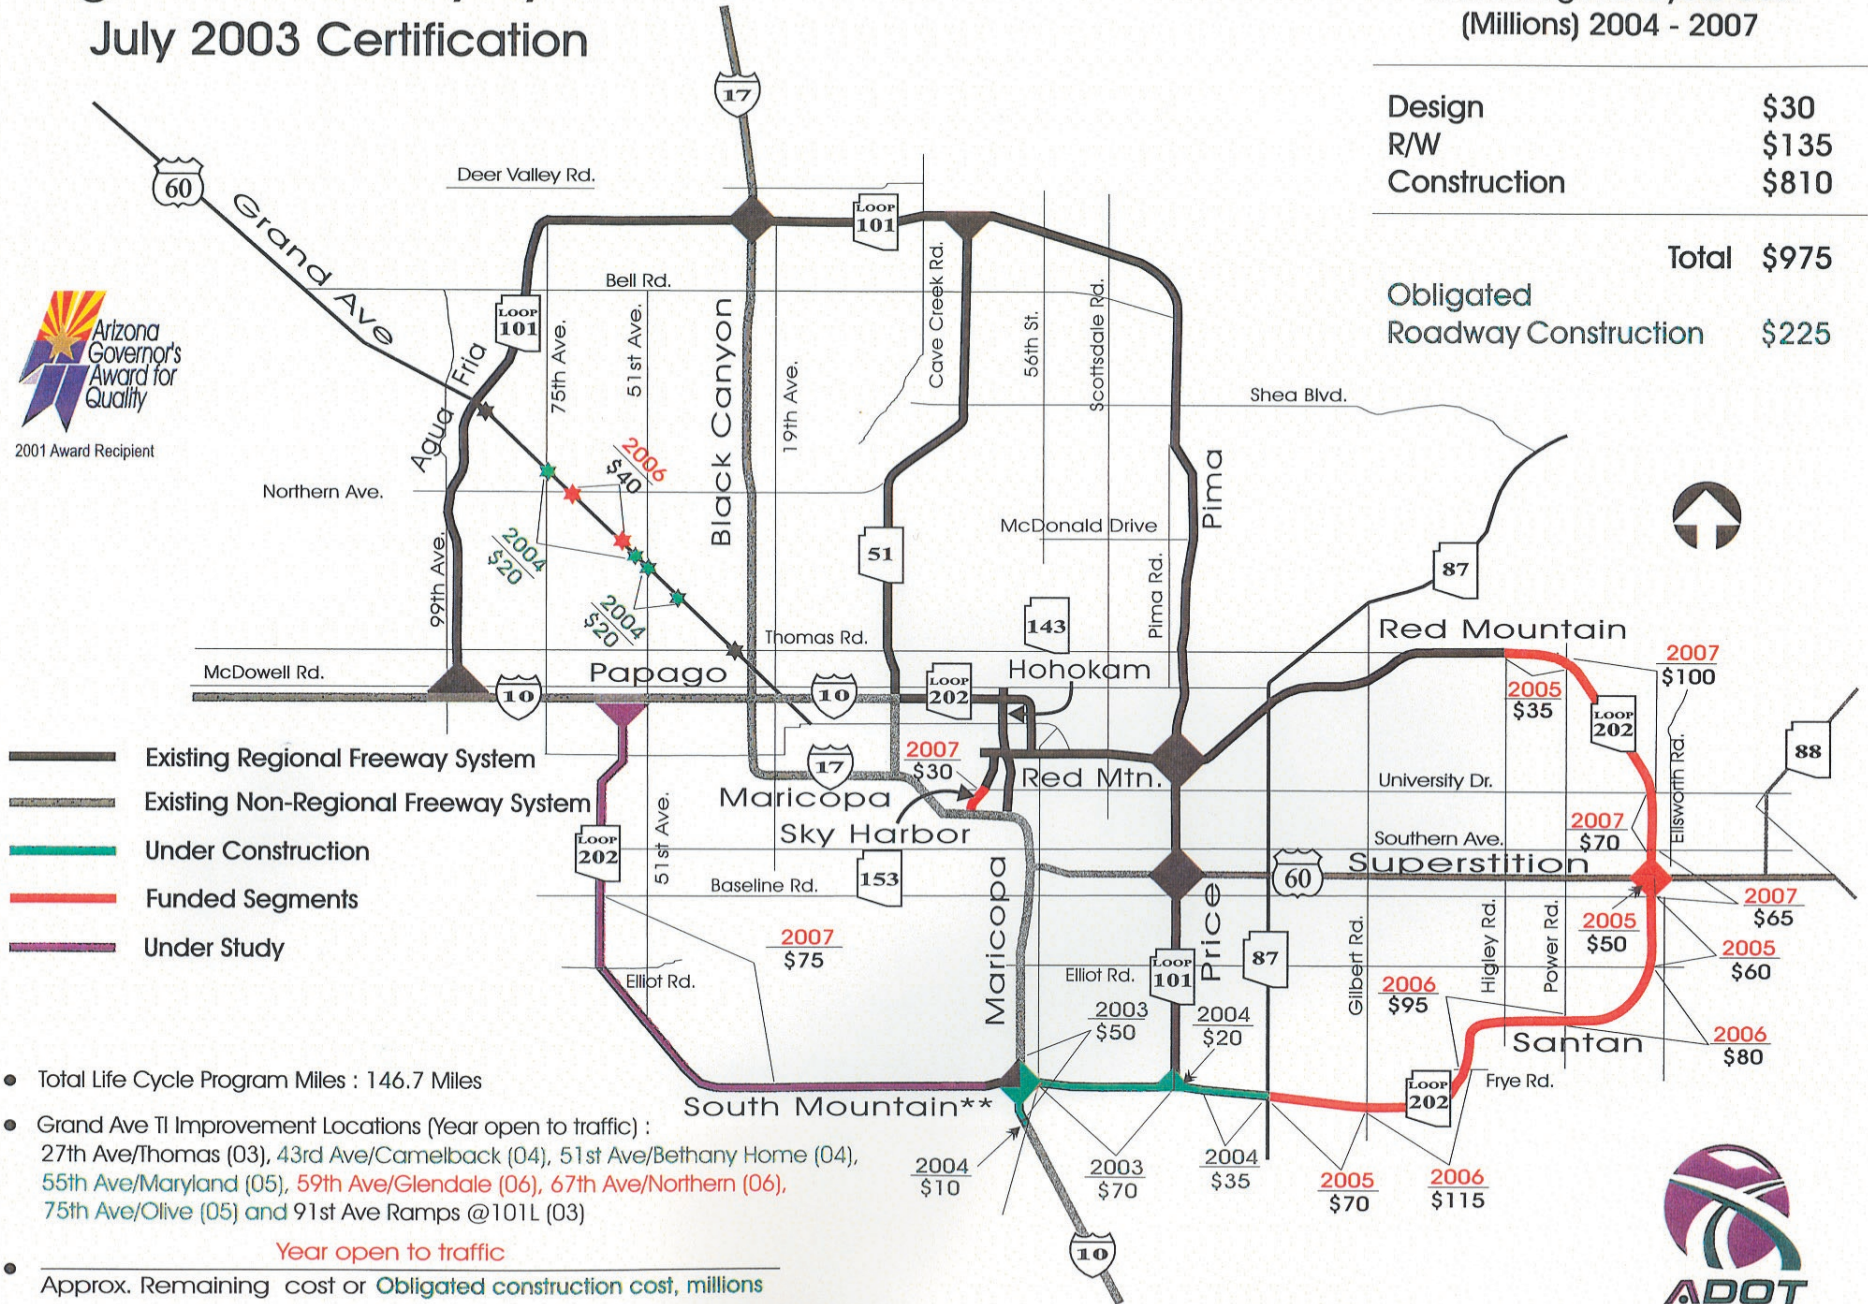 July 2003 Certification
(Millions) 2004 - 2007
Design $30
R/W $135
Construction $810
Total $975
Obligated
Roadway Construction $225
17
60
Grand Ave
Deer Valley Rd.
LOOP
101
Bell Rd.
LOOP
101
Arizona
Governor's
Award for
Quality
2001 Award Recipient
Agua Fria
75th Ave.
51st Ave.
Black Canyon
19th Ave.
Cave Creek Rd.
56th St.
Scottsdale Rd.
Shea Blvd.
Pima
2006
$40
Northern Ave.
2004
$20
2004
$20
99th Ave.
51
McDonald Drive
Pima Rd.
87
143
Thomas Rd.
Hohokam
Red Mountain
McDowell Rd.
Papago
10
10
LOOP
202
2005
$35
2007
$100
LOOP
202
88
Ellsworth Rd.
Existing Regional Freeway System
Existing Non-Regional Freeway System
Under Construction
Funded Segments
Under Study
17
Maricopa
2007
$30
Red Mtn.
Sky Harbor
University Dr.
Southern Ave.
2007
$70
LOOP
202
51st Ave.
Baseline Rd.
153
60
Superstition
2007
$65
2005
$50
2005
$60
2007
$75
Elliot Rd.
Maricopa
Elliot Rd.
LOOP
101
Price
87
Gilbert Rd.
Higley Rd.
Power Rd.
2006
$95
2006
$80
Santan
2003
$50
2004
$20
Frye Rd.
LOOP
202
South Mountain**
2004
$10
2003
$70
2004
$35
2005
$70
2006
$115
10
• Total Life Cycle Program Miles : 146.7 Miles
• Grand Ave TI Improvement Locations (Year open to traffic) :
27th Ave/Thomas (03), 43rd Ave/Camelback (04), 51st Ave/Bethany Home (04),
55th Ave/Maryland (05), 59th Ave/Glendale (06), 67th Ave/Northern (06),
75th Ave/Olive (05) and 91st Ave Ramps @101L (03)
• Year open to traffic
Approx. Remaining cost or Obligated construction cost, millions
ADOT